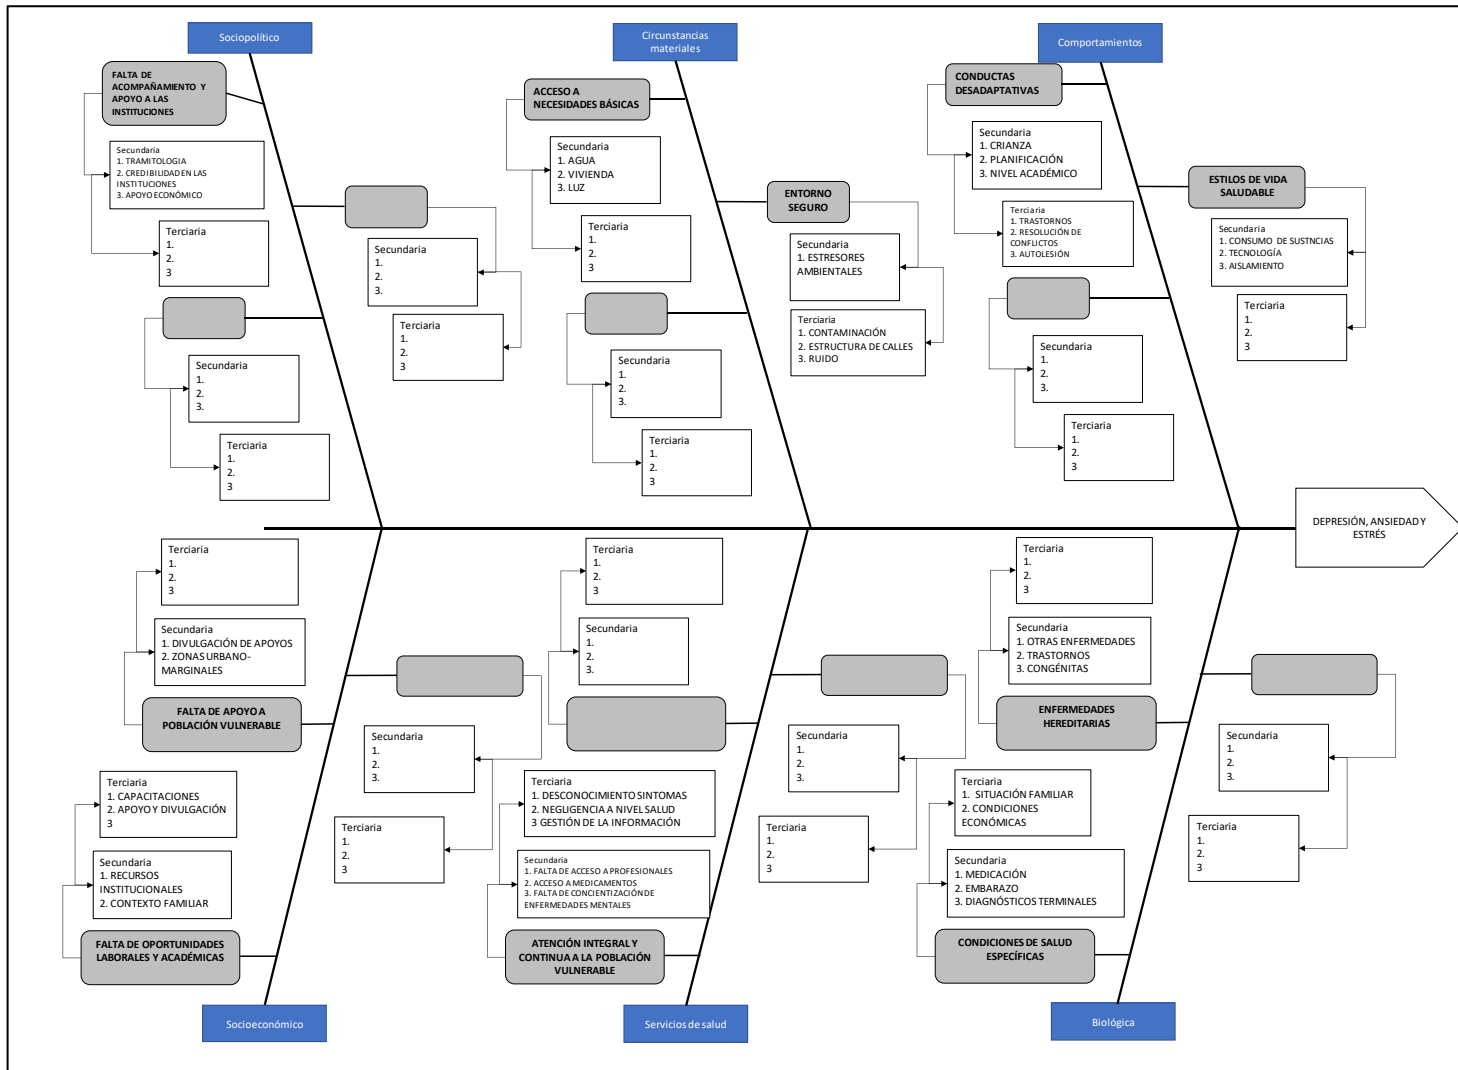 Sociopolítico
FALTA DE
ACOMPAÑAMIENTO Y
APOYO A LAS
INSTITUCIONES
Secundaria
1. TRAMITOLOGIA
2. CREDIBILIDAD EN LAS
INSTITUCIONES
3. APOYO ECONÓMICO
Terciaria
1.
2.
3
Secundaria
1.
2.
3.
Terciaria
1.
2.
3
Secundaria
1.
2.
3.
Terciaria
1.
2.
3
Circunstancias
materiales
ACCESO A
NECESIDADES BÁSICAS
Secundaria
1. AGUA
2. VIVIENDA
3. LUZ
Terciaria
1.
2.
3
ENTORNO
SEGURO
Secundaria
1. ESTRESORES
AMBIENTALES
Terciaria
1. CONTAMINACIÓN
2. ESTRUCTURA DE CALLES
3. RUIDO
Secundaria
1.
2.
3.
Terciaria
1.
2.
3
Comportamientos
CONDUCTAS
DESADAPTATIVAS
Secundaria
1. CRIANZA
2. PLANIFICACIÓN
3. NIVEL ACADÉMICO
Terciaria
1. TRASTORNOS
2. RESOLUCIÓN DE
CONFLICTOS
3. AUTOLESIÓN
ESTILOS DE VIDA
SALUDABLE
Secundaria
1. CONSUMO DE SUSTNCIAS
2. TECNOLOGÍA
3. AISLAMIENTO
Terciaria
1.
2.
3
Secundaria
1.
2.
3.
Terciaria
1.
2.
3
DEPRESIÓN, ANSIEDAD Y
ESTRÉS
Terciaria
1.
2.
3
Secundaria
1. DIVULGACIÓN DE APOYOS
2. ZONAS URBANO-
MARGINALES
FALTA DE APOYO A
POBLACIÓN VULNERABLE
Secundaria
1.
2.
3.
Terciaria
1.
2.
3
Terciaria
1. CAPACITACIONES
2. APOYO Y DIVULGACIÓN
3
Secundaria
1. RECURSOS
INSTITUCIONALES
2. CONTEXTO FAMILIAR
FALTA DE OPORTUNIDADES
LABORALES Y ACADÉMICAS
Socioeconómico
Terciaria
1.
2.
3
Secundaria
1.
2.
3.
Secundaria
1.
2.
3.
Terciaria
1.
2.
3
Terciaria
1. DESCONOCIMIENTO SINTOMAS
2. NEGLIGENCIA A NIVEL SALUD
3 GESTIÓN DE LA INFORMACIÓN
Secundaria
1. FALTA DE ACCESO A PROFESIONALES
2. ACCESO A MEDICAMENTOS
3. FALTA DE CONCIENTIZACIÓN DE
ENFERMEDADES MENTALES
ATENCIÓN INTEGRAL Y
CONTINUA A LA POBLACIÓN
VULNERABLE
Servicios de salud
Terciaria
1.
2.
3
Secundaria
1. OTRAS ENFERMEDADES
2. TRASTORNOS
3. CONGÉNITAS
ENFERMEDADES
HEREDITARIAS
Secundaria
1.
2.
3.
Terciaria
1.
2.
3
Terciaria
1. SITUACIÓN FAMILIAR
2. CONDICIONES
ECONÓMICAS
Secundaria
1. MEDICACIÓN
2. EMBARAZO
3. DIAGNÓSTICOS TERMINALES
CONDICIONES DE SALUD
ESPECÍFICAS
Biológica